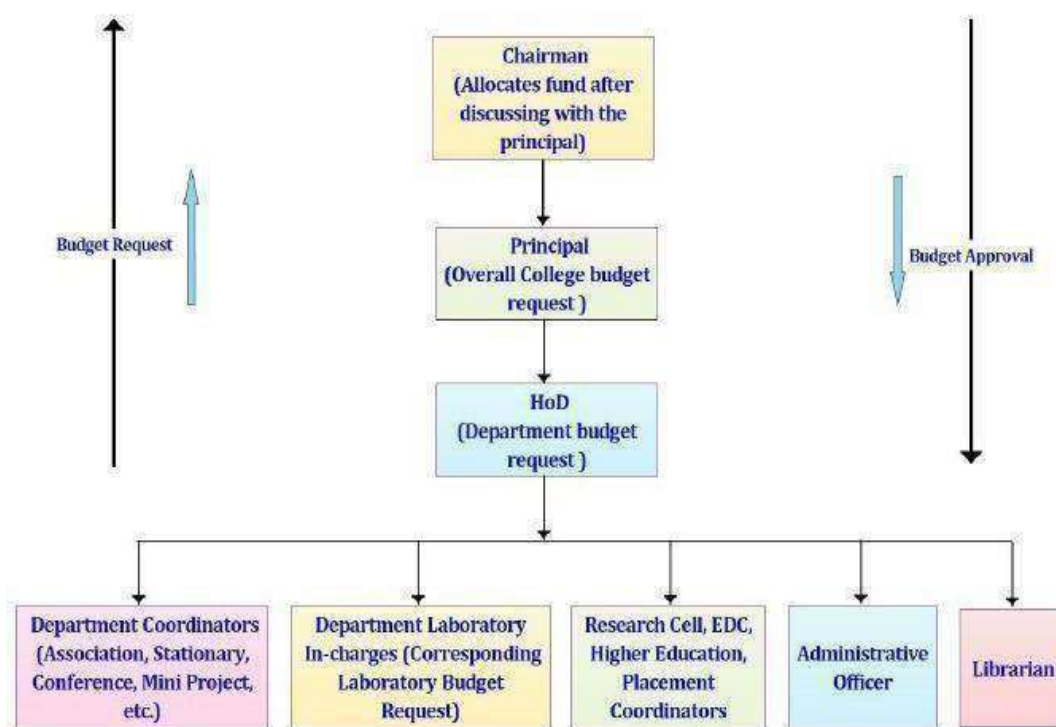 Chairman
(Allocates fund after
discussing with the
principal)
Budget Request
Principal
(Overall College budget
request )
Budget Approval
HoD
(Department budget
request )
Department Coordinators
(Association, Stationary,
Conference, Mini Project,
etc.)
Department Laboratory
In-charges (Corresponding
Laboratory Budget
Request)
Research Cell, EDC,
Higher Education,
Placement
Coordinators
Administrative
Officer
Librarian